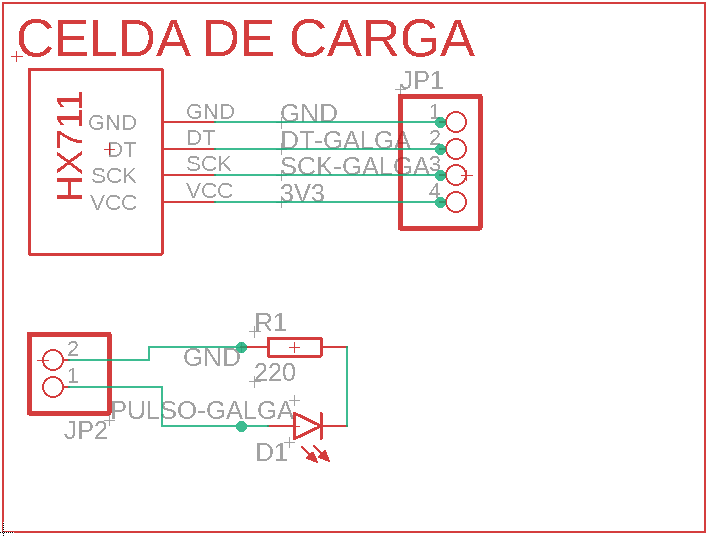 CELDA DE CARGA
JP1
HX711
GND GND GND 1
DT DT DT-GALGA 2
SCK SCK SCK-GALGA 3
VCC VCC 3V3 4
R1
2 GND
220
1
PULSO-GALGA
JP2
D1